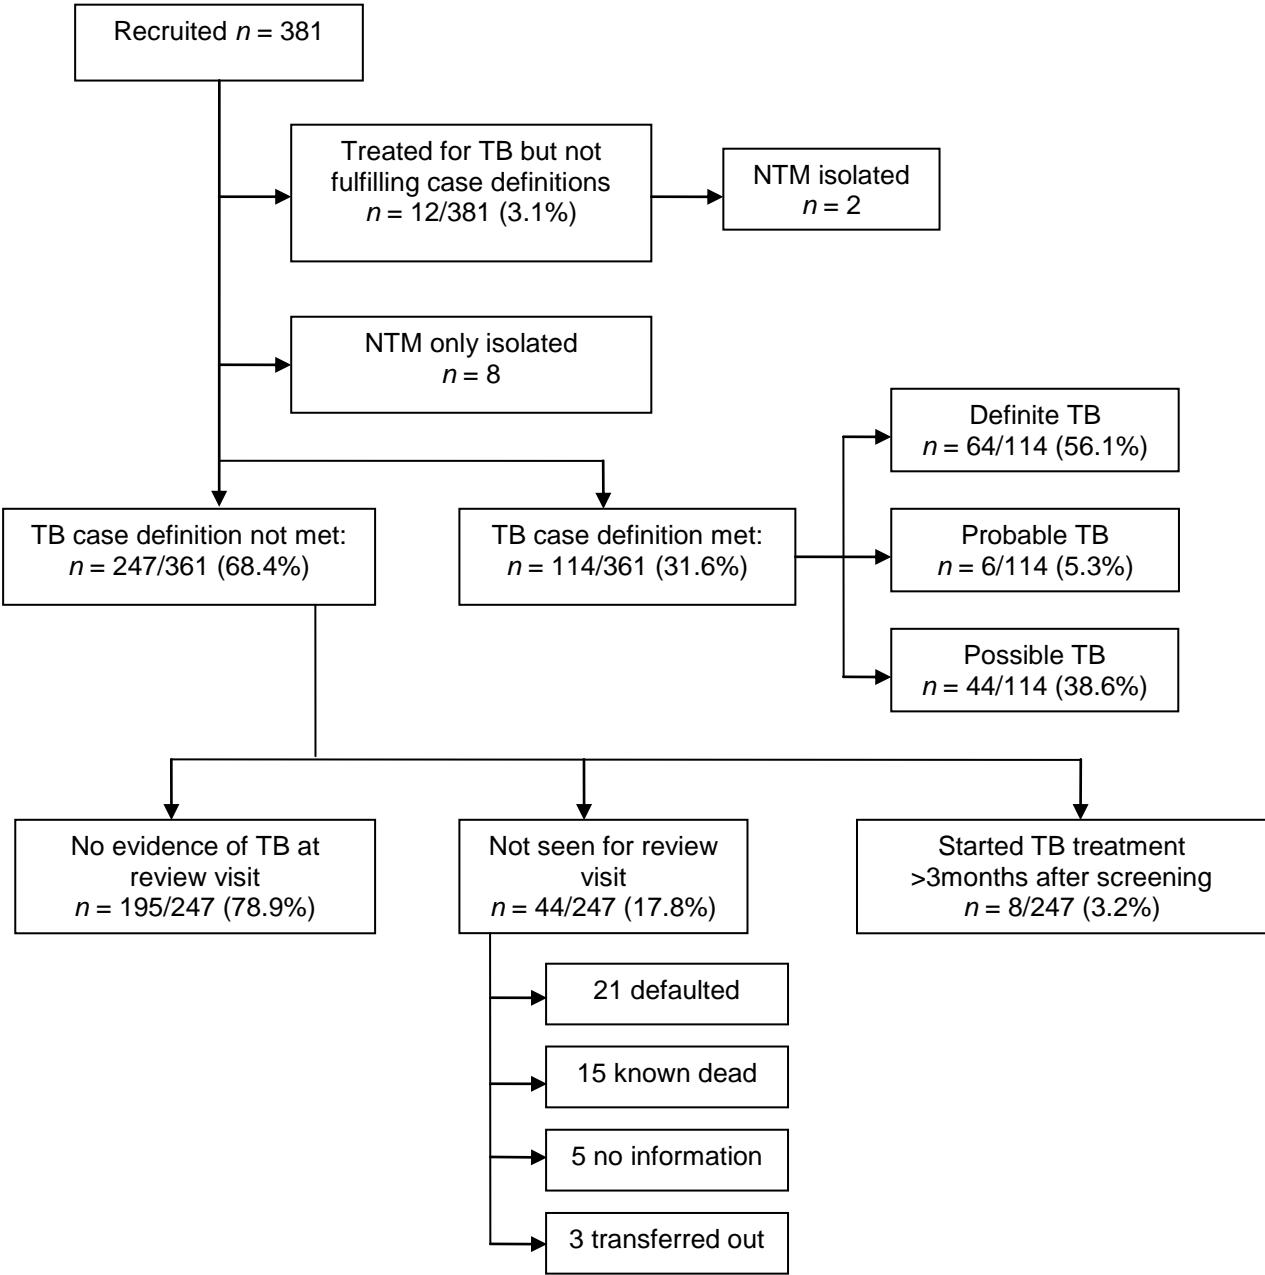 Recruited n = 381
Treated for TB but not
fulfilling case definitions
n = 12/381 (3.1%)
NTM isolated
n = 2
NTM only isolated
n = 8
Definite TB
n = 64/114 (56.1%)
TB case definition not met:
n = 247/361 (68.4%)
TB case definition met:
n = 114/361 (31.6%)
Probable TB
n = 6/114 (5.3%)
Possible TB
n = 44/114 (38.6%)
No evidence of TB at
review visit
n = 195/247 (78.9%)
Not seen for review
visit
n = 44/247 (17.8%)
Started TB treatment
>3months after screening
n = 8/247 (3.2%)
21 defaulted
15 known dead
5 no information
3 transferred out